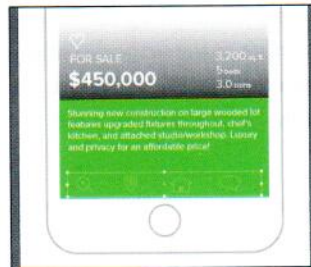 FOR SALE
$450,000
3,700 sq. ft.
5 beds
3.0 baths
Stunning new construction on large wooded lot
features upgraded fixtures throughout, chef's
kitchen, and attached studio/workshop. Luxury
and privacy for an affordable price!